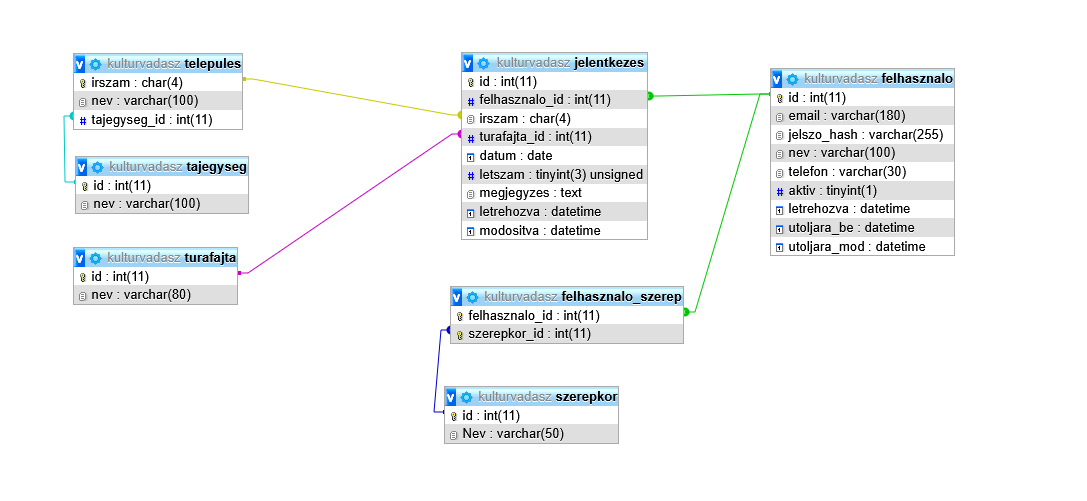 v kulturvadasz telepules
irszam : char(4)
nev : varchar(100)
# tajegyseg_id : int(11)
v kulturvadasz tajegyseg
id : int(11)
nev : varchar(100)
v kulturvadasz turafajta
id : int(11)
nev : varchar(80)
v kulturvadasz jelentkezes
id : int(11)
# felhasznalo_id : int(11)
irszam : char(4)
# turafajta_id : int(11)
datum : date
# letszam : tinyint(3) unsigned
megjegyzes : text
letrehozva : datetime
modositva : datetime
v kulturvadasz felhasznalo_szerep
felhasznalo_id : int(11)
szerepkor_id : int(11)
v kulturvadasz szerepkor
id : int(11)
Nev : varchar(50)
v kulturvadasz felhasznalo
id : int(11)
email : varchar(180)
jelszo_hash : varchar(255)
nev : varchar(100)
telefon : varchar(30)
# aktiv : tinyint(1)
letrehozva : datetime
utoljara_be : datetime
utoljara_mod : datetime